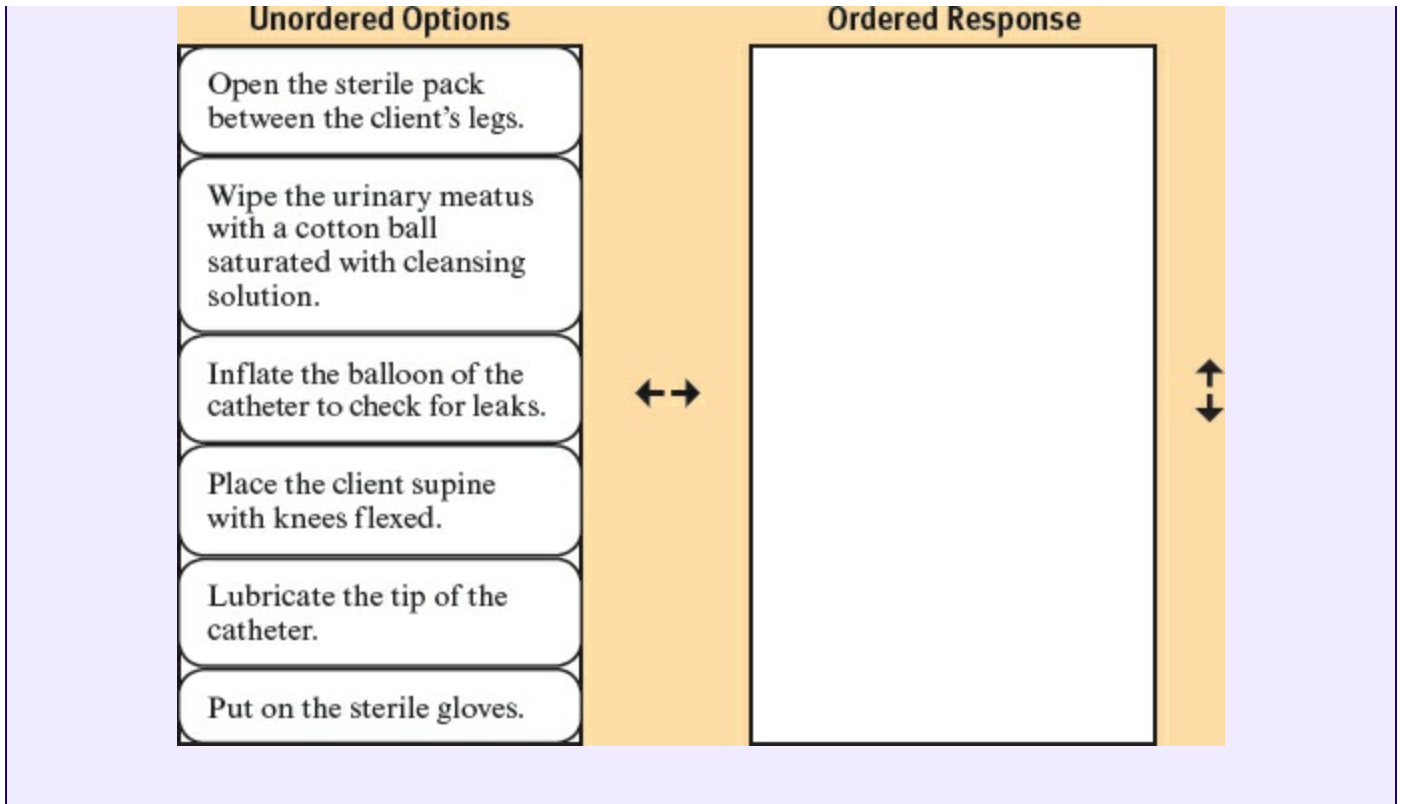 Unordered Options
Ordered Response
Open the sterile pack
between the client’s legs.
Wipe the urinary meatus
with a cotton ball
saturated with cleansing
solution.
Inflate the balloon of the
catheter to check for leaks.
Place the client supine
with knees flexed.
Lubricate the tip of the
catheter.
Put on the sterile gloves.